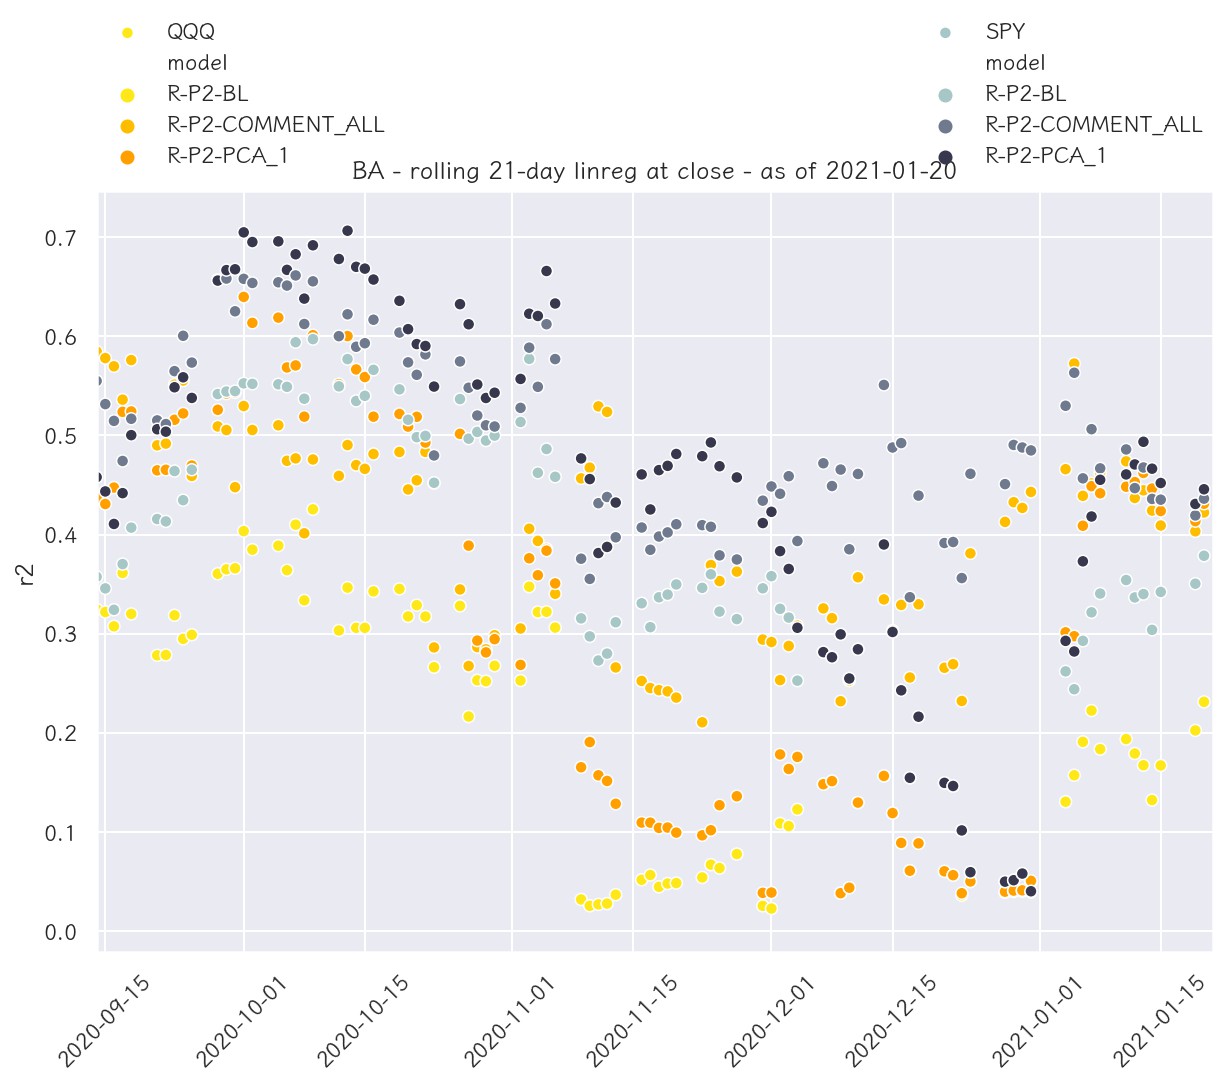 QQQ
model
R-P2-BL
R-P2-COMMENT_ALL
R-P2-PCA_1
SPY
model
R-P2-BL
R-P2-COMMENT_ALL
R-P2-PCA_1
BA - rolling 21-day linreg at close - as of 2021-01-20
r2
0.7
0.6
0.5
0.4
0.3
0.2
0.1
0.0
2020-09-15
2020-10-01
2020-10-15
2020-11-01
2020-11-15
2020-12-01
2020-12-15
2021-01-01
2021-01-15